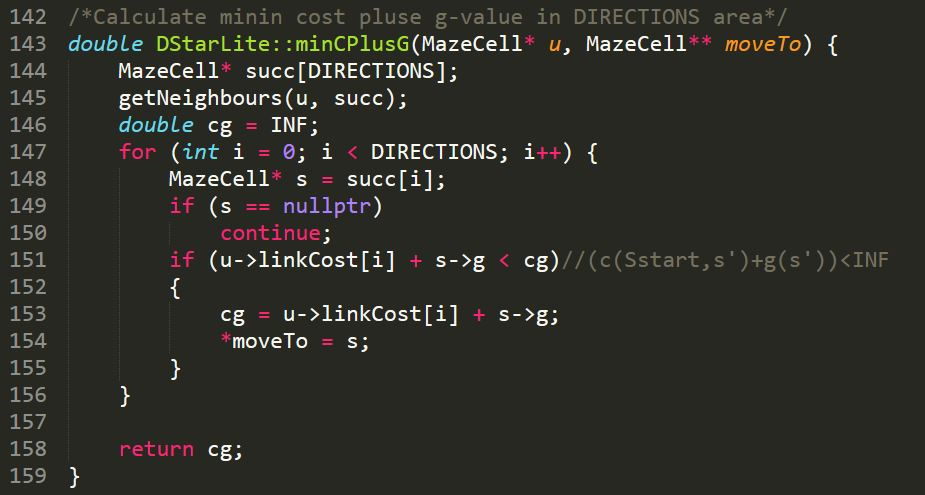 142 /*Calculate minin cost pluse g-value in DIRECTIONS area*/
143 double DStarLite::minCPlusG(MazeCell* u, MazeCell** moveTo) {
144     MazeCell* succ[DIRECTIONS];
145     getNeighbours(u, succ);
146     double cg = INF;
147     for (int i = 0; i < DIRECTIONS; i++) {
148         MazeCell* s = succ[i];
149         if (s == nullptr)
150             continue;
151         if (u->linkCost[i] + s->g < cg)//(c(Sstart,s')+g(s'))<INF
152         {
153             cg = u->linkCost[i] + s->g;
154             *moveTo = s;
155         }
156     }
157
158     return cg;
159 }